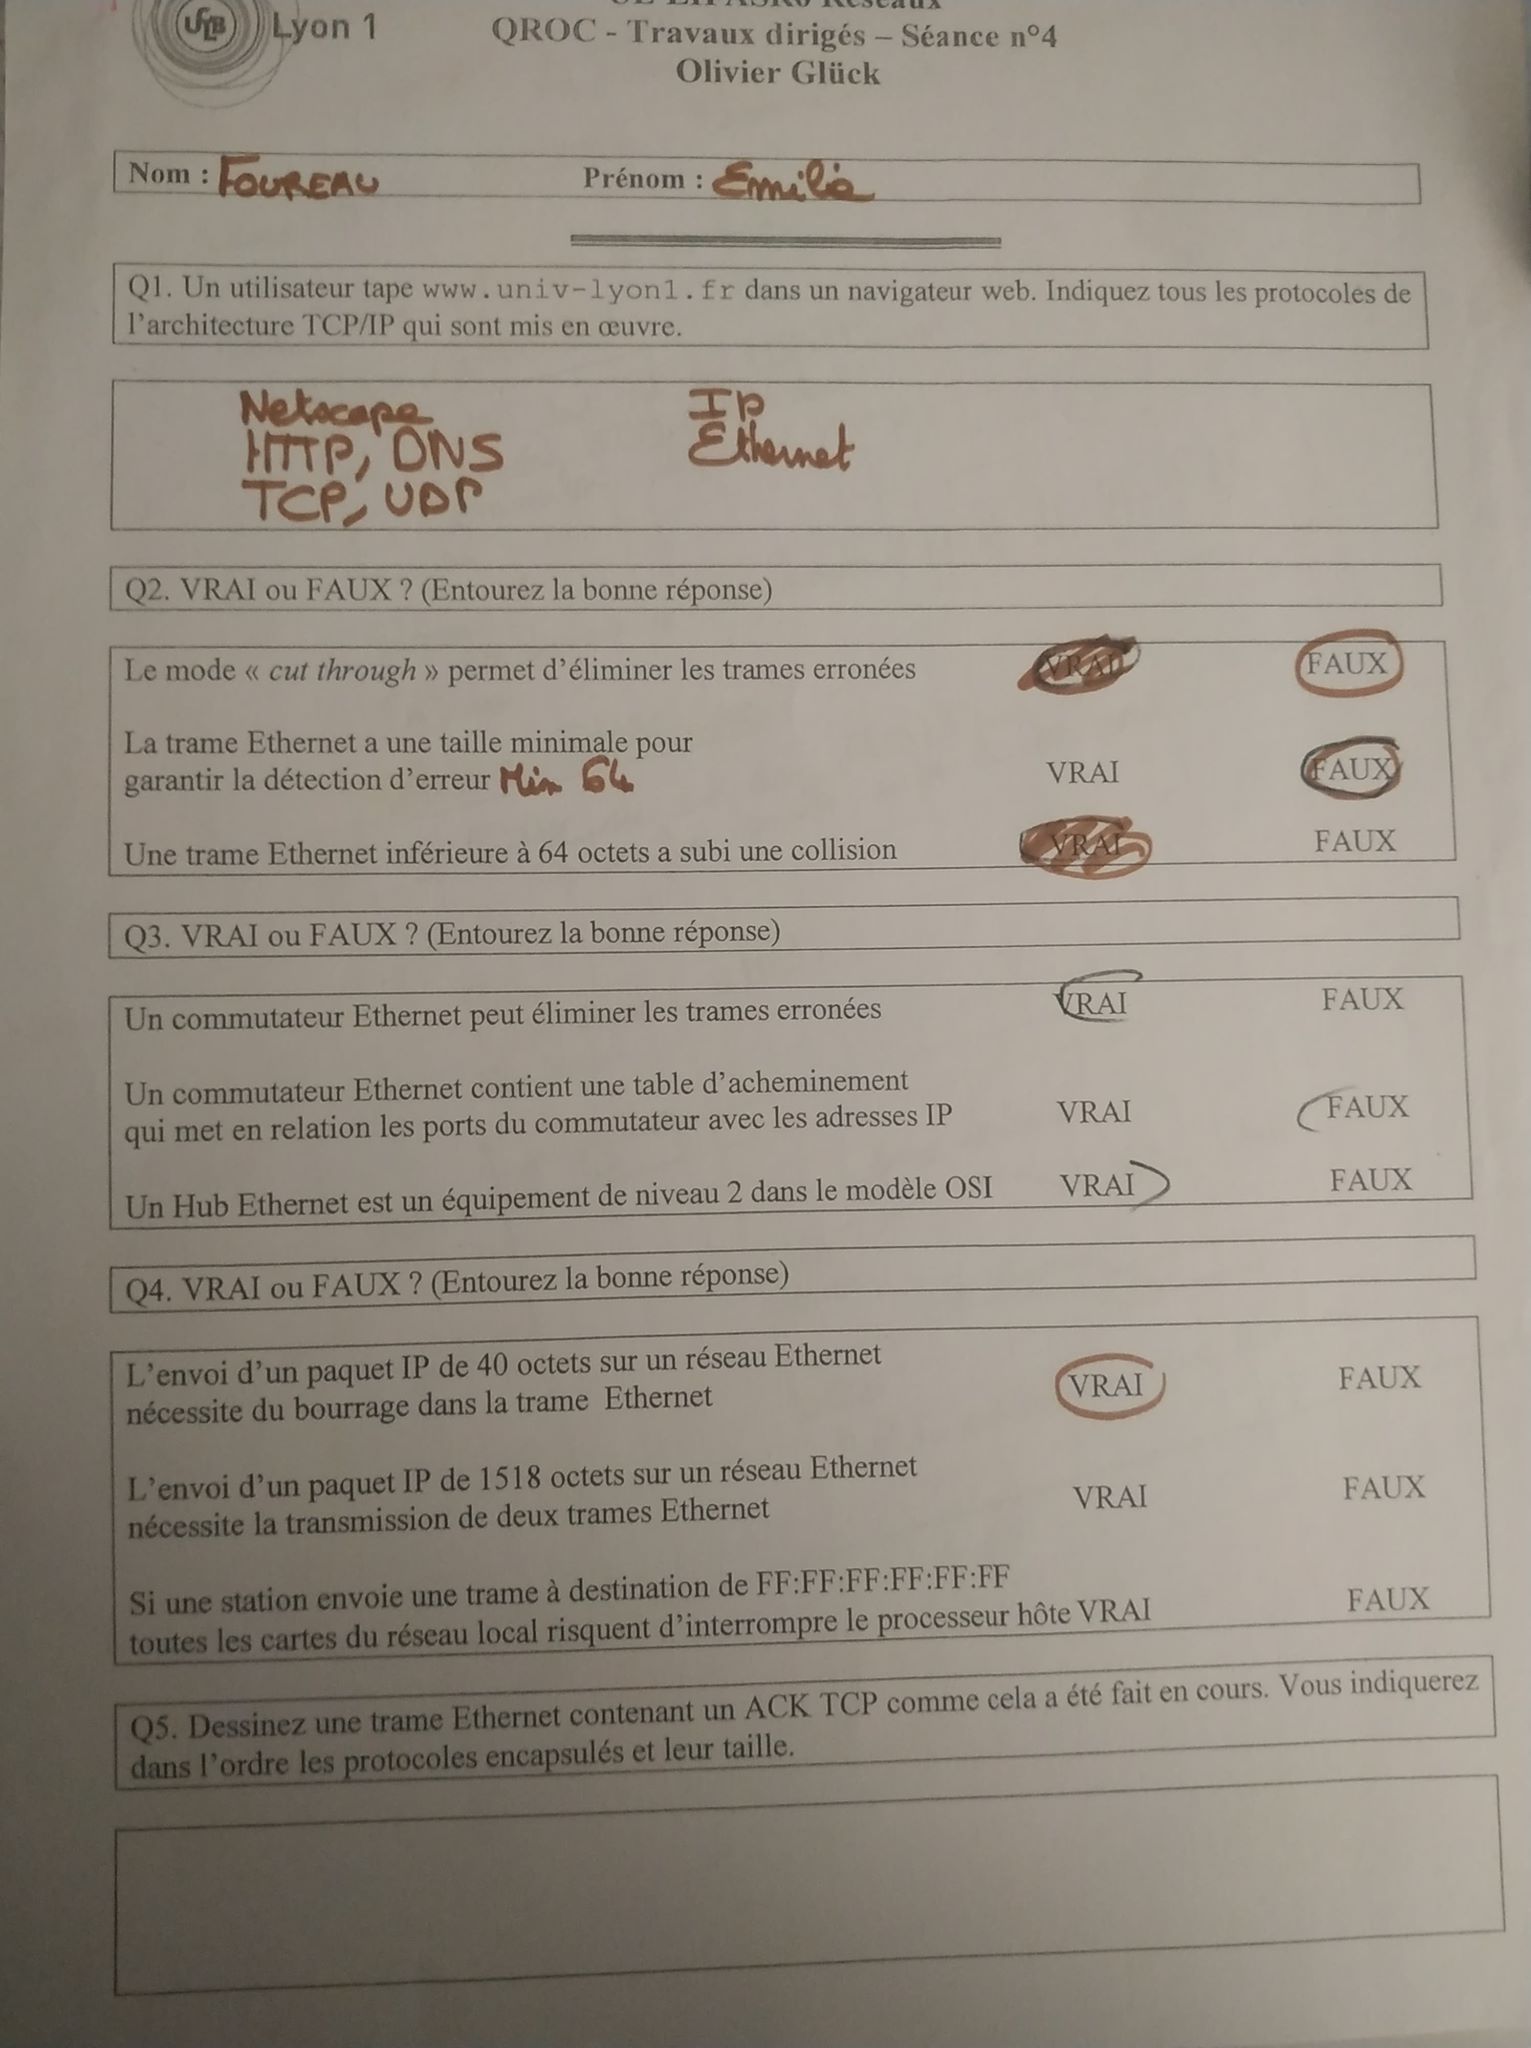 Lyon 1
QROC - Travaux dirigés – Séance n°4
Olivier Glück
Nom : FOUREAU Prénom : Emilia
Q1. Un utilisateur tape www.univ-lyon1.fr dans un navigateur web. Indiquez tous les protocoles de
l'architecture TCP/IP qui sont mis en œuvre.
Netscape
HTTP, DNS
TCP, UDP
Ip
Ethernet
Q2. VRAI ou FAUX ? (Entourez la bonne réponse)
Le mode « cut through » permet d'éliminer les trames erronées VRAI FAUX
La trame Ethernet a une taille minimale pour
garantir la détection d'erreur Min 64 VRAI FAUX
Une trame Ethernet inférieure à 64 octets a subi une collision VRAI FAUX
Q3. VRAI ou FAUX ? (Entourez la bonne réponse)
Un commutateur Ethernet peut éliminer les trames erronées VRAI FAUX
Un commutateur Ethernet contient une table d'acheminement
qui met en relation les ports du commutateur avec les adresses IP VRAI FAUX
Un Hub Ethernet est un équipement de niveau 2 dans le modèle OSI VRAI FAUX
Q4. VRAI ou FAUX ? (Entourez la bonne réponse)
L'envoi d'un paquet IP de 40 octets sur un réseau Ethernet
nécessite du bourrage dans la trame Ethernet VRAI FAUX
L'envoi d'un paquet IP de 1518 octets sur un réseau Ethernet
nécessite la transmission de deux trames Ethernet VRAI FAUX
Si une station envoie une trame à destination de FF:FF:FF:FF:FF:FF
toutes les cartes du réseau local risquent d'interrompre le processeur hôte VRAI FAUX
Q5. Dessinez une trame Ethernet contenant un ACK TCP comme cela a été fait en cours. Vous indiquerez
dans l'ordre les protocoles encapsulés et leur taille.